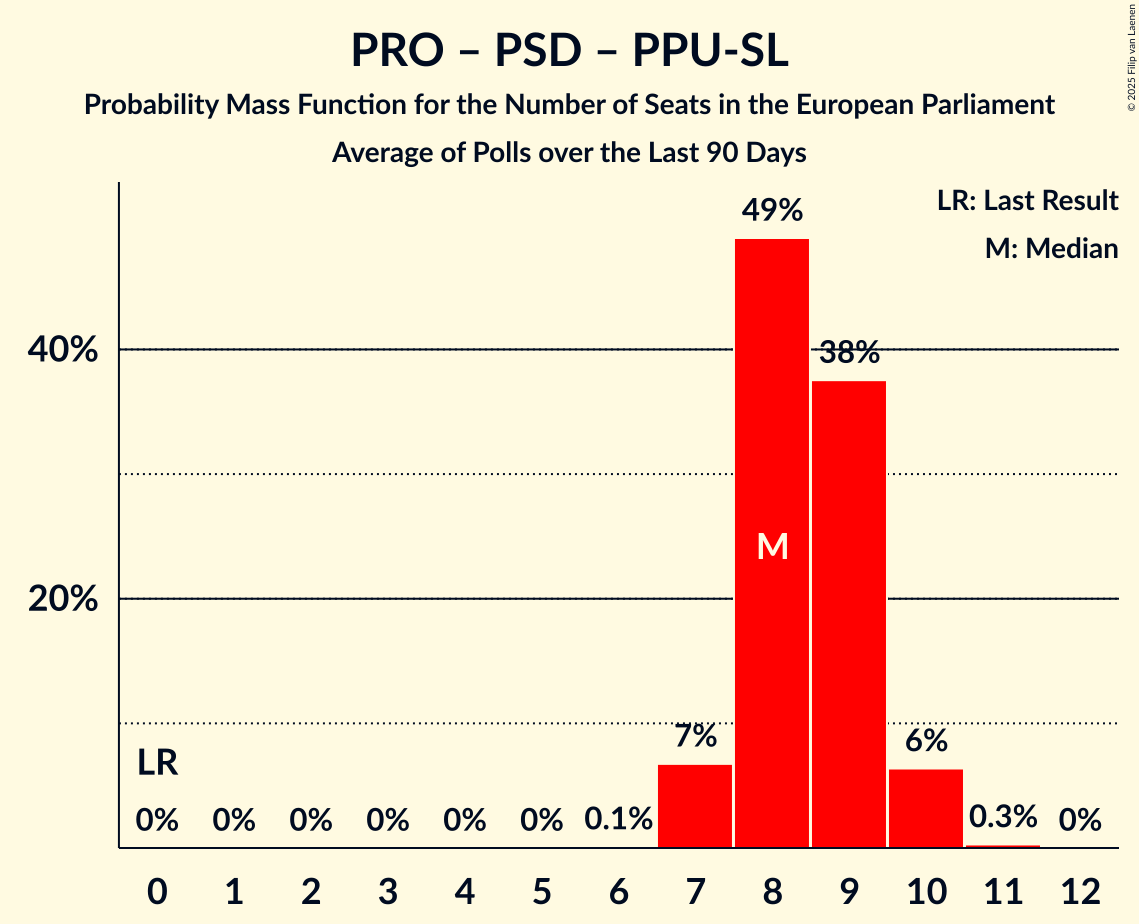 PRO – PSD – PPU-SL
Probability Mass Function for the Number of Seats in the European Parliament
Average of Polls over the Last 90 Days
© 2025 Filip van Laenen
LR: Last Result
M: Median
49%
40%
38%
M
20%
7%
6%
LR
0% 0% 0% 0% 0% 0% 0.1% 0.3% 0%
0 1 2 3 4 5 6 7 8 9 10 11 12